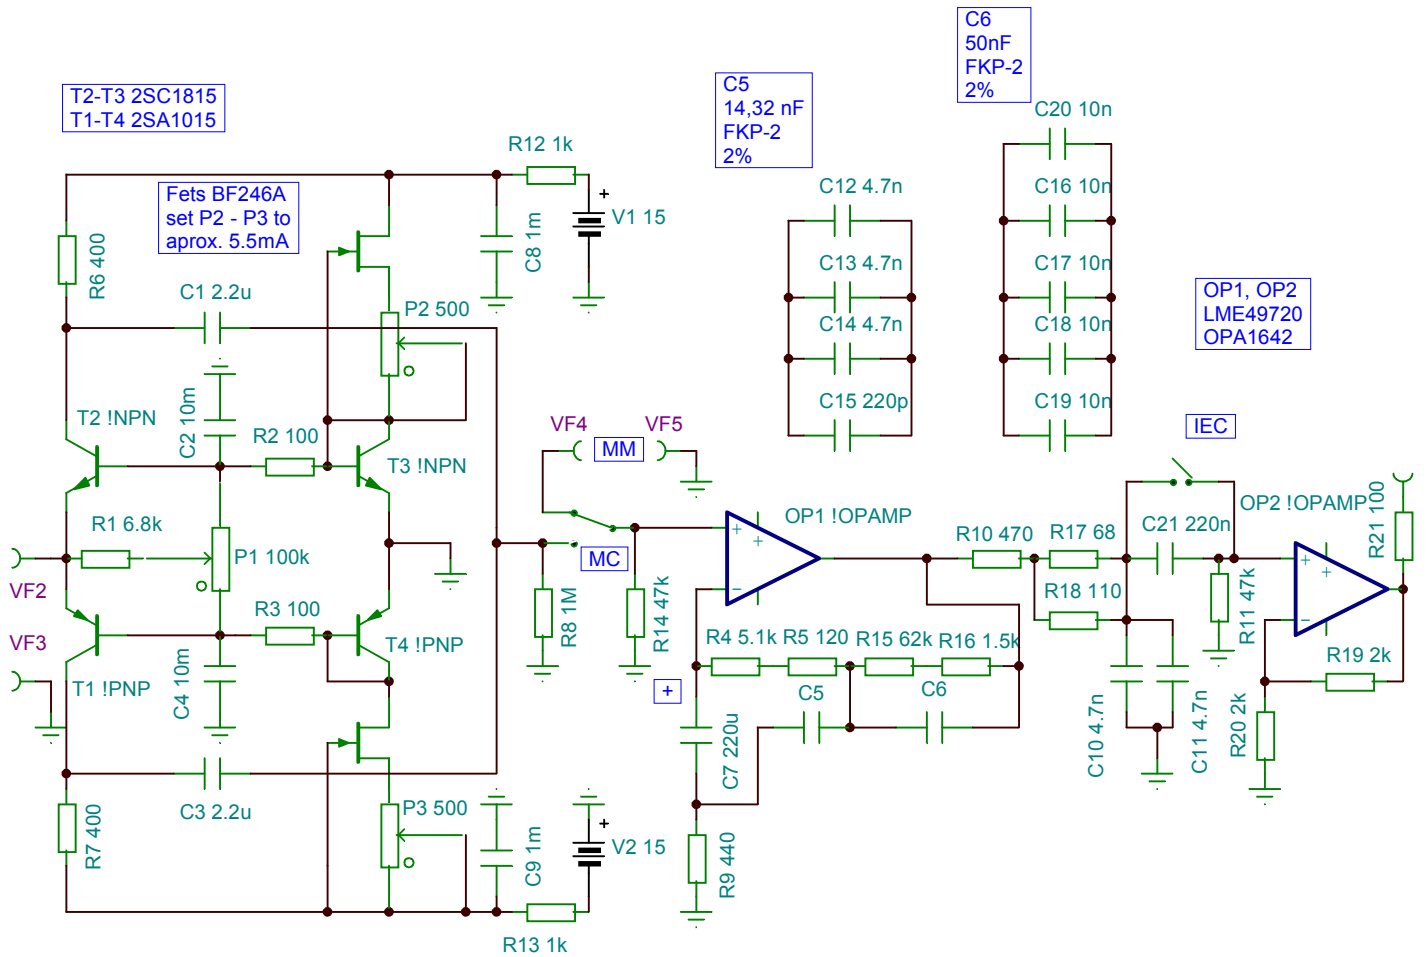 T2-T3 2SC1815
T1-T4 2SA1015
Fets BF246A
set P2 - P3 to
aprox. 5.5mA
C5
14,32 nF
FKP-2
2%
C6
50nF
FKP-2
2%
OP1, OP2
LME49720
OPA1642
R12 1k
V1 15
C8 1m
R6 400
C1 2.2u
P2 500
C12 4.7n
C13 4.7n
C14 4.7n
C15 220p
C20 10n
C16 10n
C17 10n
C18 10n
C19 10n
T2 !NPN
C2 10m
R2 100
T3 !NPN
VF4
MM
VF5
IEC
R1 6.8k
P1 100k
VF2
MC
OP1 !OPAMP
R10 470
R17 68
C21 220n
OP2 !OPAMP
R21 100
R18 110
R11 47k
VF3
R3 100
T4 !PNP
T1 !PNP
C4 10m
R8 1M
R14 47k
R4 5.1k
R5 120
R15 62k
R16 1.5k
+
C5
C6
C7 220u
C10 4.7n
C11 4.7n
R19 2k
R20 2k
C3 2.2u
P3 500
R7 400
C9 1m
V2 15
R9 440
R13 1k